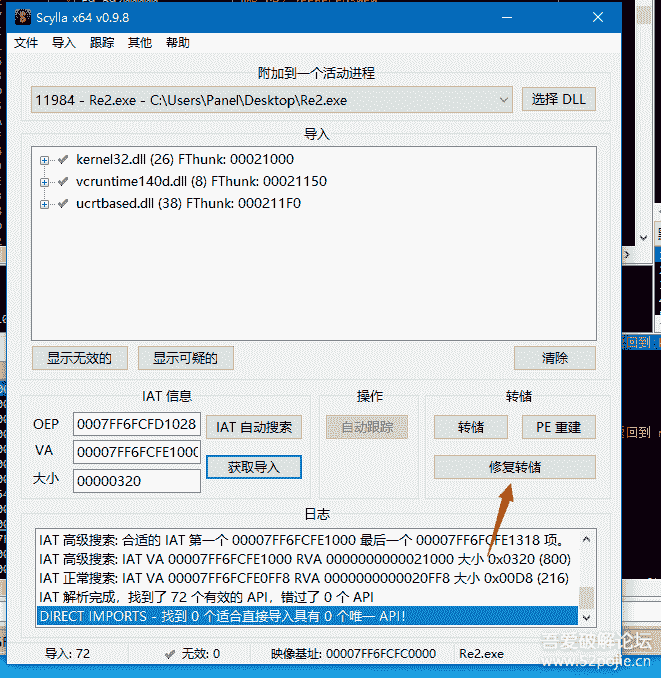 Scylla x64 v0.9.8
文件 导入 跟踪 其他 帮助
附加到一个活动进程
11984 - Re2.exe - C:\Users\Panel\Desktop\Re2.exe
选择 DLL
导入
kernel32.dll (26) FThunk: 00021000
vcruntime140d.dll (8) FThunk: 00021150
ucrtbased.dll (38) FThunk: 000211F0
显示无效的 显示可疑的 清除
IAT 信息 操作 转储
OEP 0007FF6FCFD1028 IAT 自动搜索 自动跟踪 转储 PE 重建
VA 00007FF6FCFE1000 获取导入 修复转储
大小 00000320
日志
IAT 高级搜索: 合适的 IAT 第一个 00007FF6FCFE1000 最后一个 00007FF6FCFE1318 项。
IAT 高级搜索: IAT VA 00007FF6FCFE1000 RVA 0000000000021000 大小 0x0320 (800)
IAT 正常搜索: IAT VA 00007FF6FCFE0FF8 RVA 0000000000020FF8 大小 0x00D8 (216)
IAT 解析完成，找到了 72 个有效的 API，错过了 0 个 API
DIRECT IMPORTS - 找到 0 个适合直接导入具有 0 个唯一 API!
导入: 72 无效: 0 映像基址: 00007FF6FCFC0000 Re2.exe
吾爱破解论坛
www.52pojie.cn